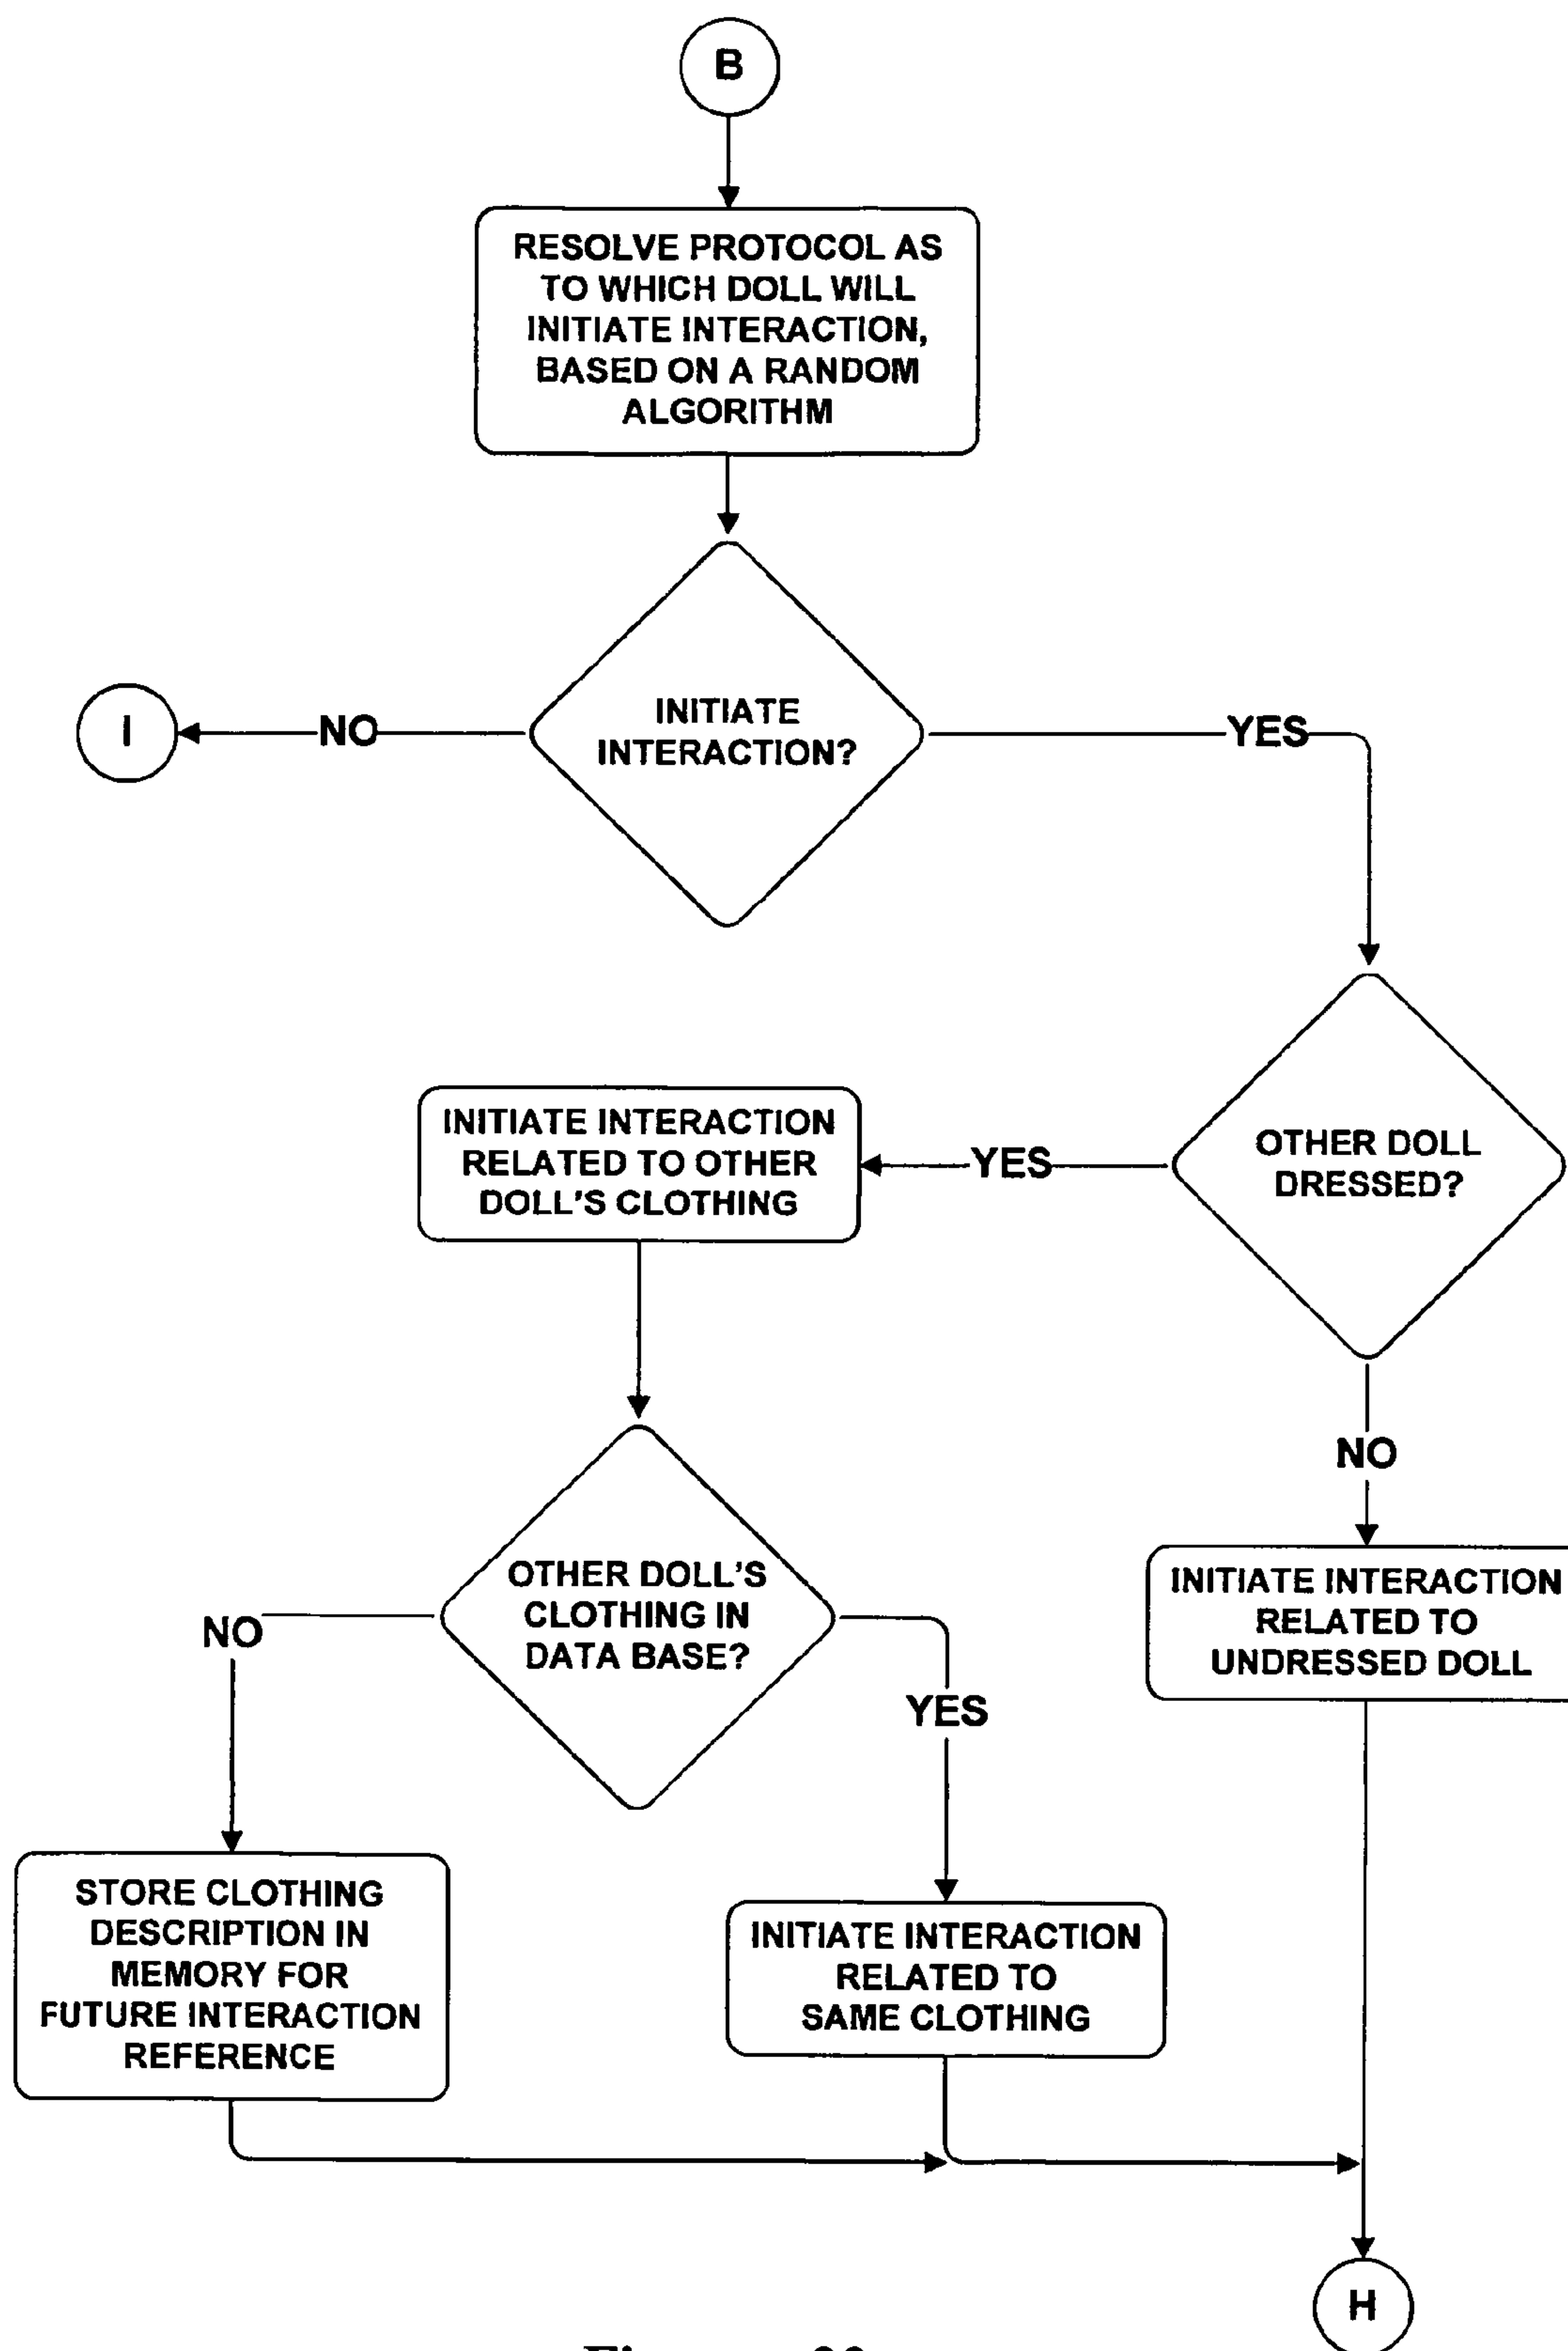 B
RESOLVE PROTOCOL AS
TO WHICH DOLL WILL
INITIATE INTERACTION,
BASED ON A RANDOM
ALGORITHM
INITIATE
INTERACTION?
NO
I
YES
OTHER DOLL
DRESSED?
YES
INITIATE INTERACTION
RELATED TO OTHER
DOLL'S CLOTHING
NO
INITIATE INTERACTION
RELATED TO
UNDRESSED DOLL
OTHER DOLL'S
CLOTHING IN
DATA BASE?
NO
YES
STORE CLOTHING
DESCRIPTION IN
MEMORY FOR
FUTURE INTERACTION
REFERENCE
INITIATE INTERACTION
RELATED TO
SAME CLOTHING
H